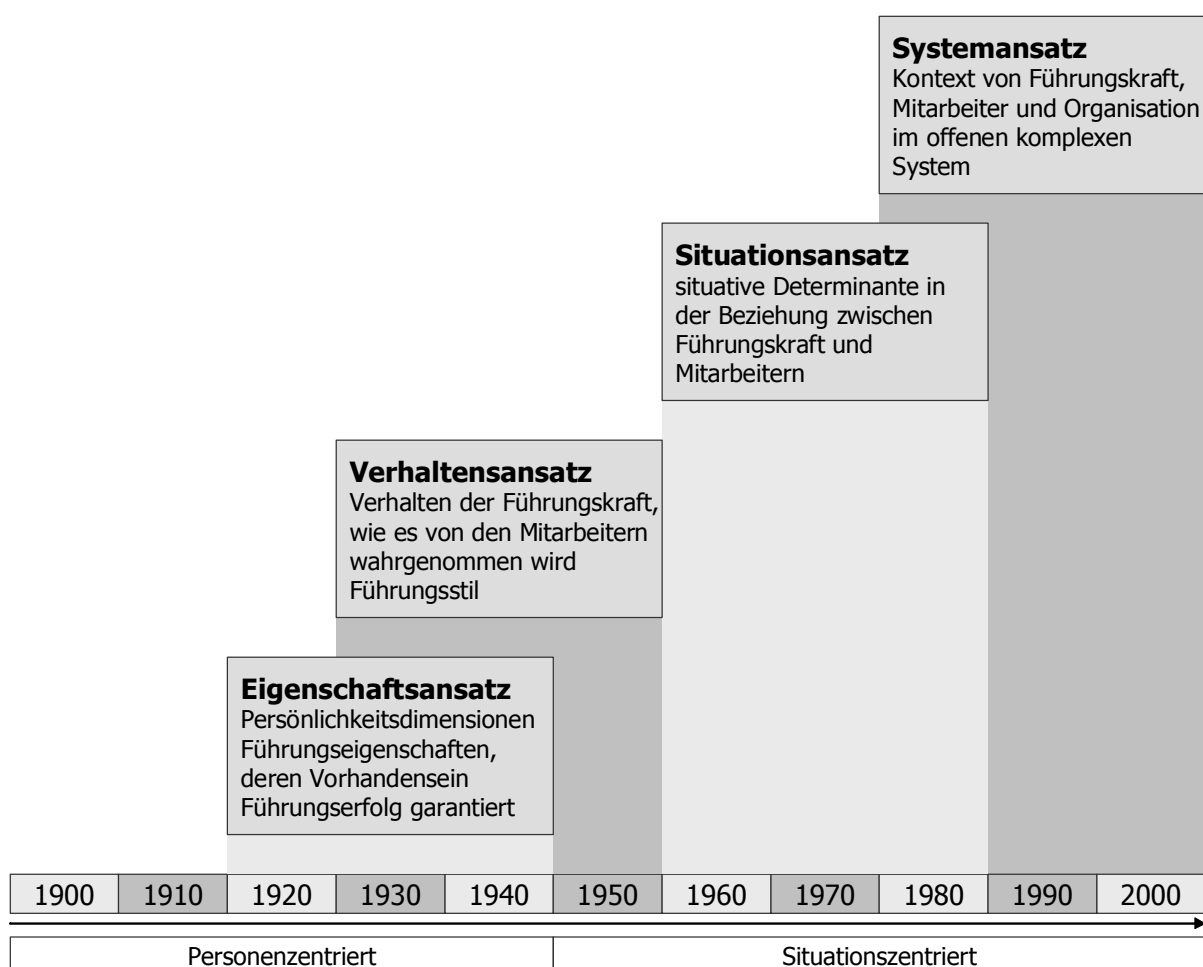 Systemansatz
Kontext von Führungskraft,
Mitarbeiter und Organisation
im offenen komplexen
System
Situationsansatz
situative Determinante in
der Beziehung zwischen
Führungskraft und
Mitarbeitern
Verhaltensansatz
Verhalten der Führungskraft,
wie es von den Mitarbeitern
wahrgenommen wird
Führungsstil
Eigenschaftsansatz
Persönlichkeitsdimensionen
Führungseigenschaften,
deren Vorhandensein
Führungserfolg garantiert
1900 1910 1920 1930 1940 1950 1960 1970 1980 1990 2000
Personenzentriert Situationszentriert